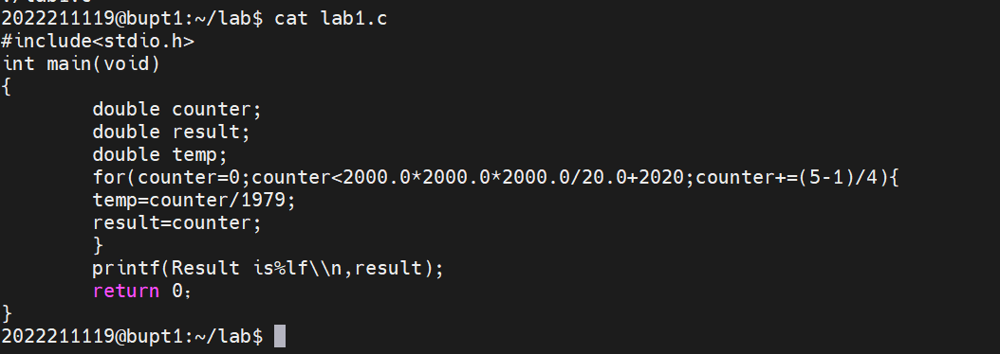 ./lab1.c
2022211119@bupt1:~/lab$ cat lab1.c
#include<stdio.h>
int main(void)
{
        double counter;
        double result;
        double temp;
        for(counter=0;counter<2000.0*2000.0*2000.0/20.0+2020;counter+=(5-1)/4){
        temp=counter/1979;
        result=counter;
        }
        printf(Result is%lf\\n,result);
        return 0;
}
2022211119@bupt1:~/lab$